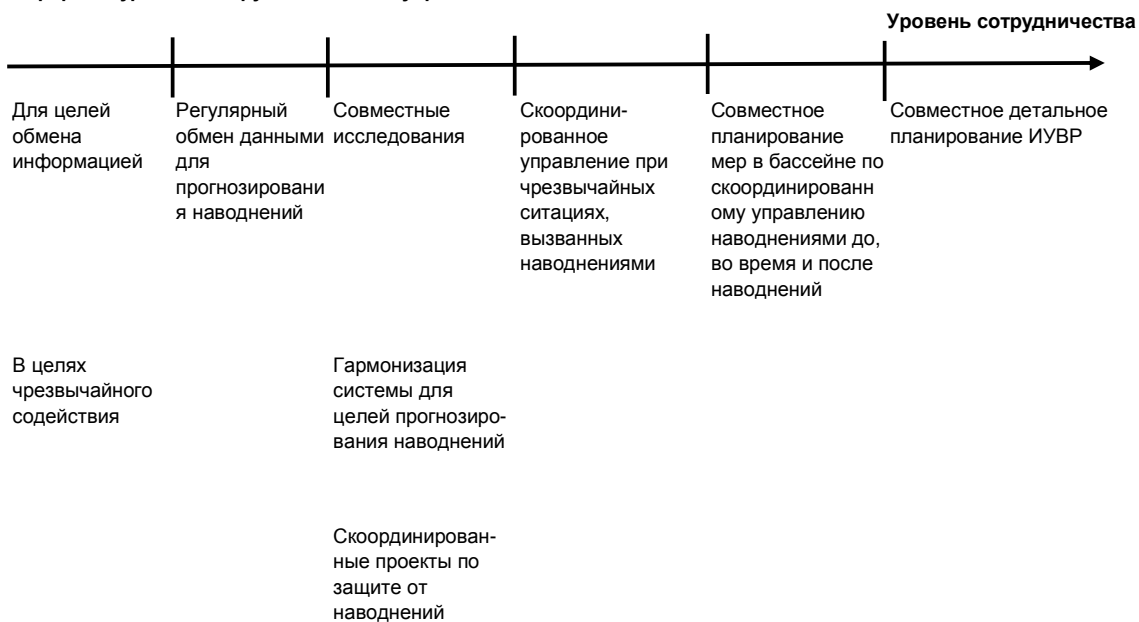 Уровень сотрудничества
Для целей
обмена
информацией
Регулярный
обмен данными
для
прогнозировани
я наводнений
Совместные
исследования
Скоордини-
рованное
управление при
чрезвычайных
ситациях,
вызванных
наводнениями
Совместное
планирование
мер в бассейне по
скоординированн
ому управлению
наводнениями до,
во время и после
наводнений
Совместное детальное
планирование ИУВР
В целях
чрезвычайного
содействия
Гармонизация
системы для
целей прогнозиро-
вания наводнений
Скоординирован-
ные проекты по
защите от
наводнений